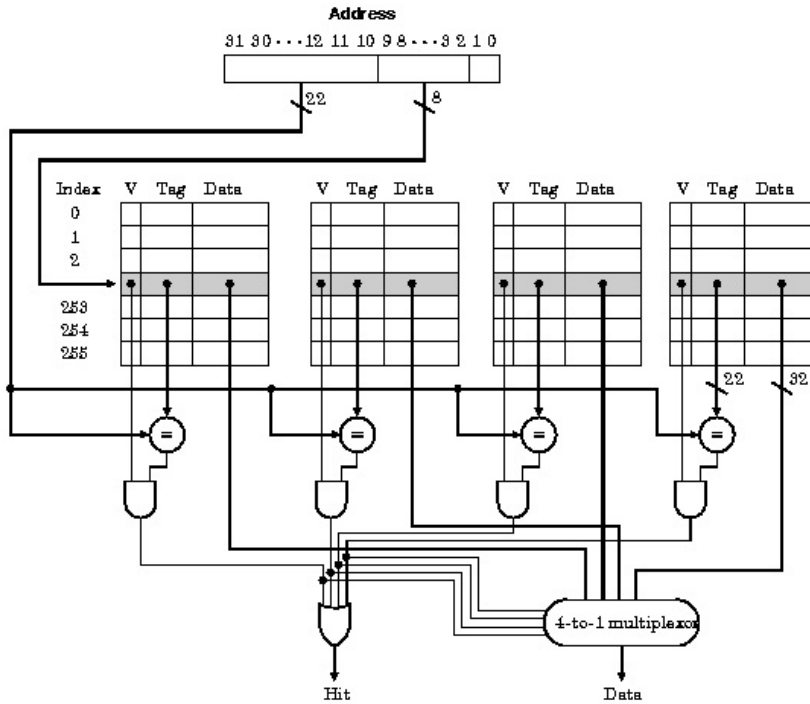 Address
31 30 · · · 12 11 10 9 8 · · · 3 2 1 0
22
8
Index V Tag Data V Tag Data V Tag Data V Tag Data
0
1
2
253
254
255
22
32
=
=
=
=
4-to-1 multiplexor
Hit
Data